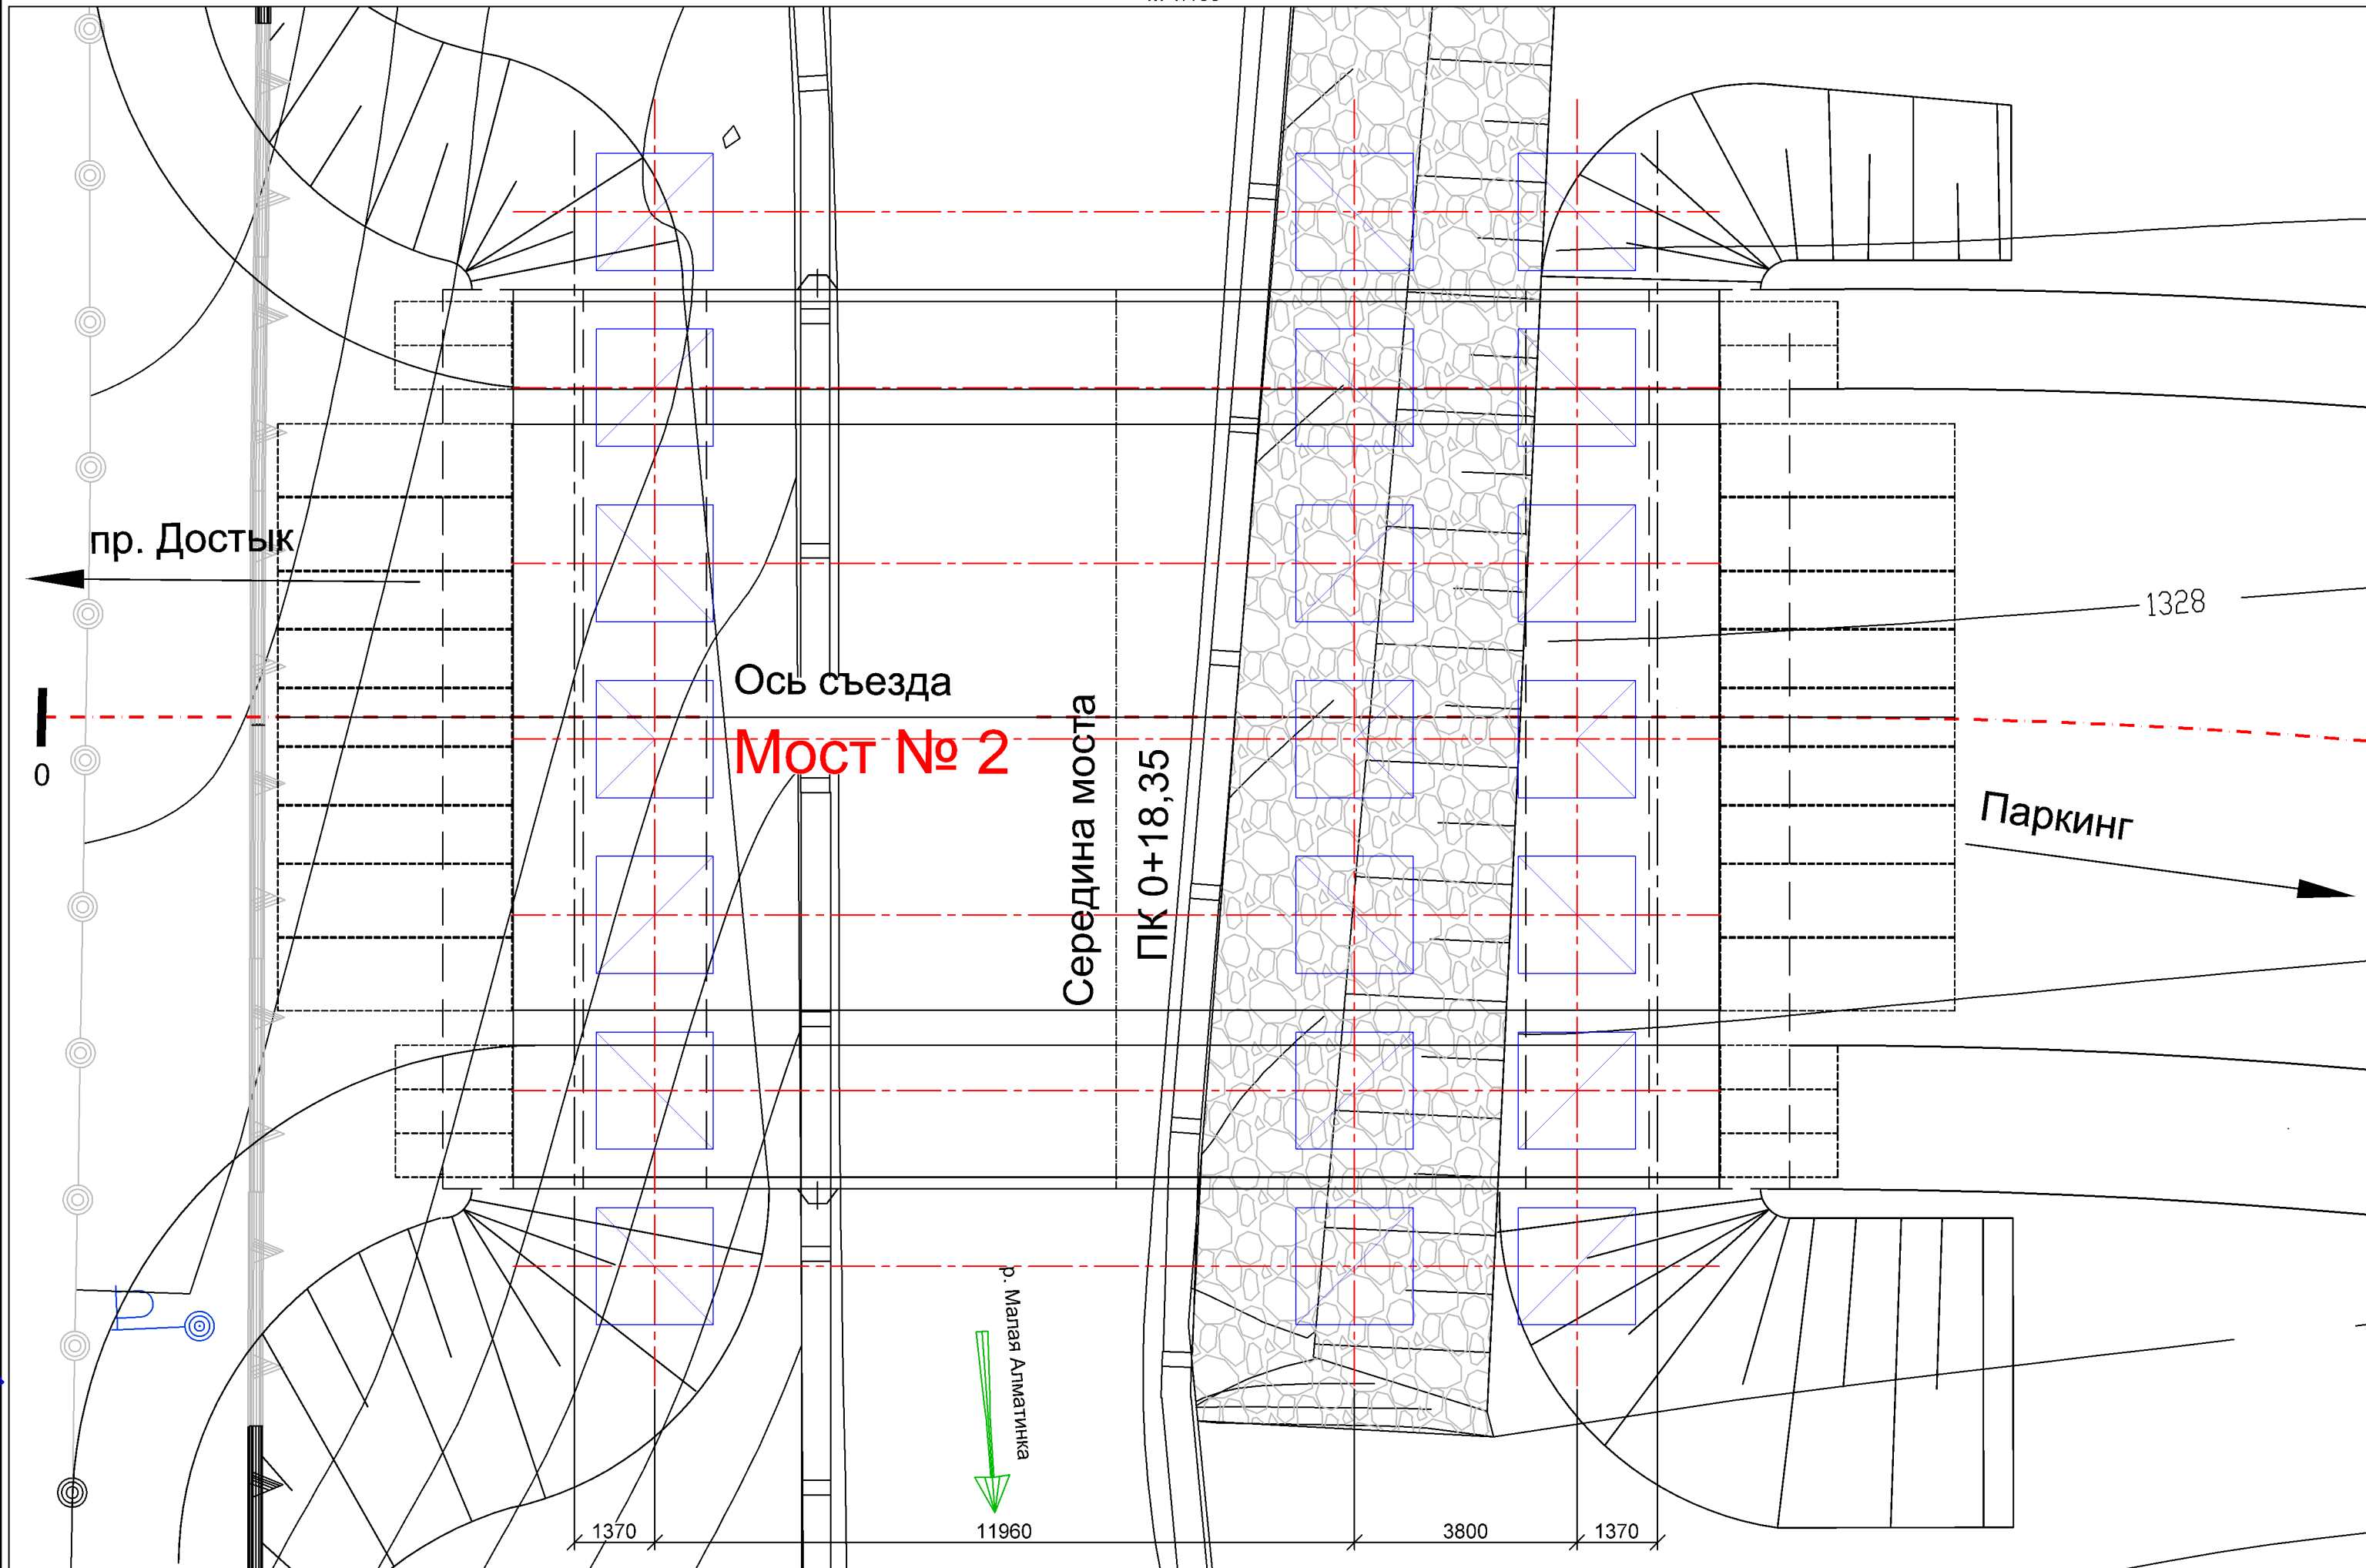 пр. Достык
1328
Ось съезда
Мост № 2
0
Середина моста
ПК 0+18,35
Паркинг
р. Малая Алматинка
1370
11960
3800
1370